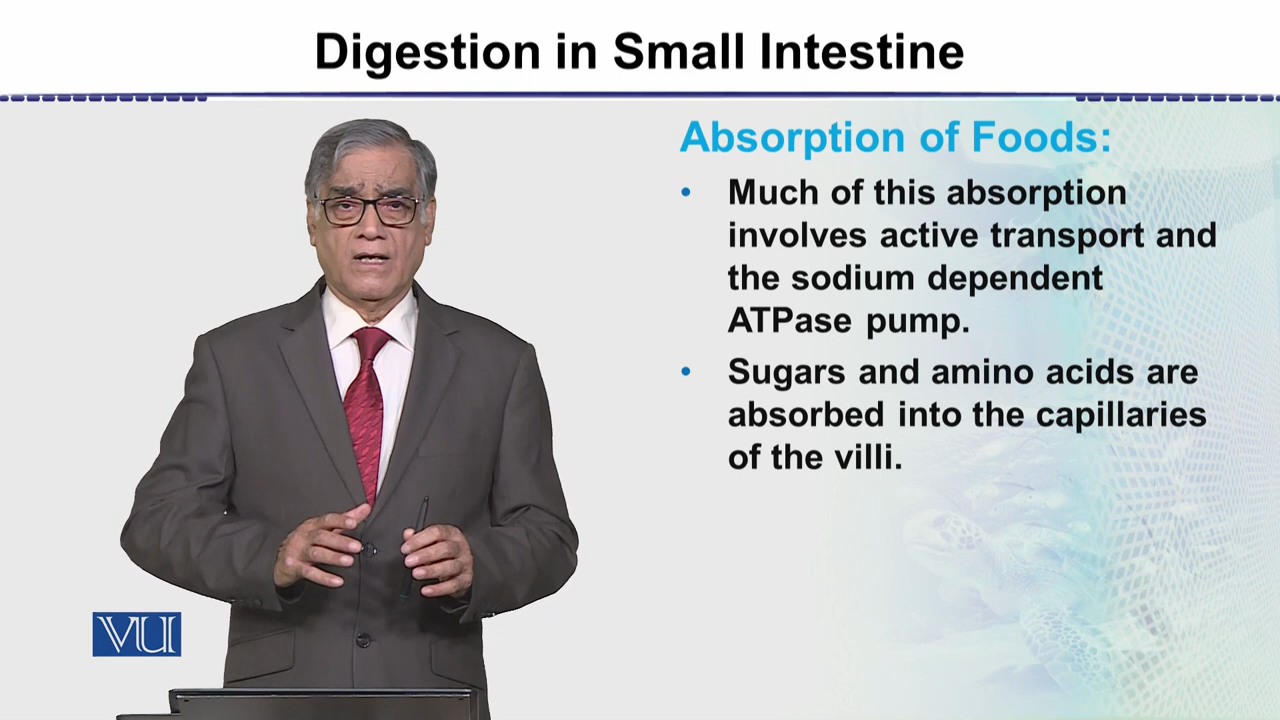 Digestion in Small Intestine
Absorption of Foods:
• Much of this absorption
involves active transport and
the sodium dependent
ATPase pump.
• Sugars and amino acids are
absorbed into the capillaries
of the villi.
VU